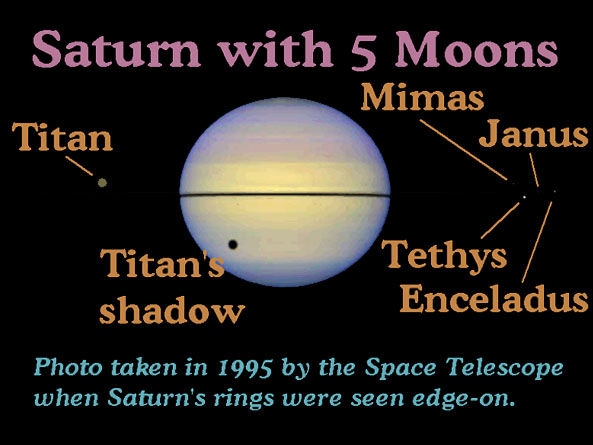 Saturn with 5 Moons
Mimas
Titan
Janus
Titan's
shadow
Tethys
Enceladus
Photo taken in 1995 by the Space Telescope
when Saturn's rings were seen edge-on.